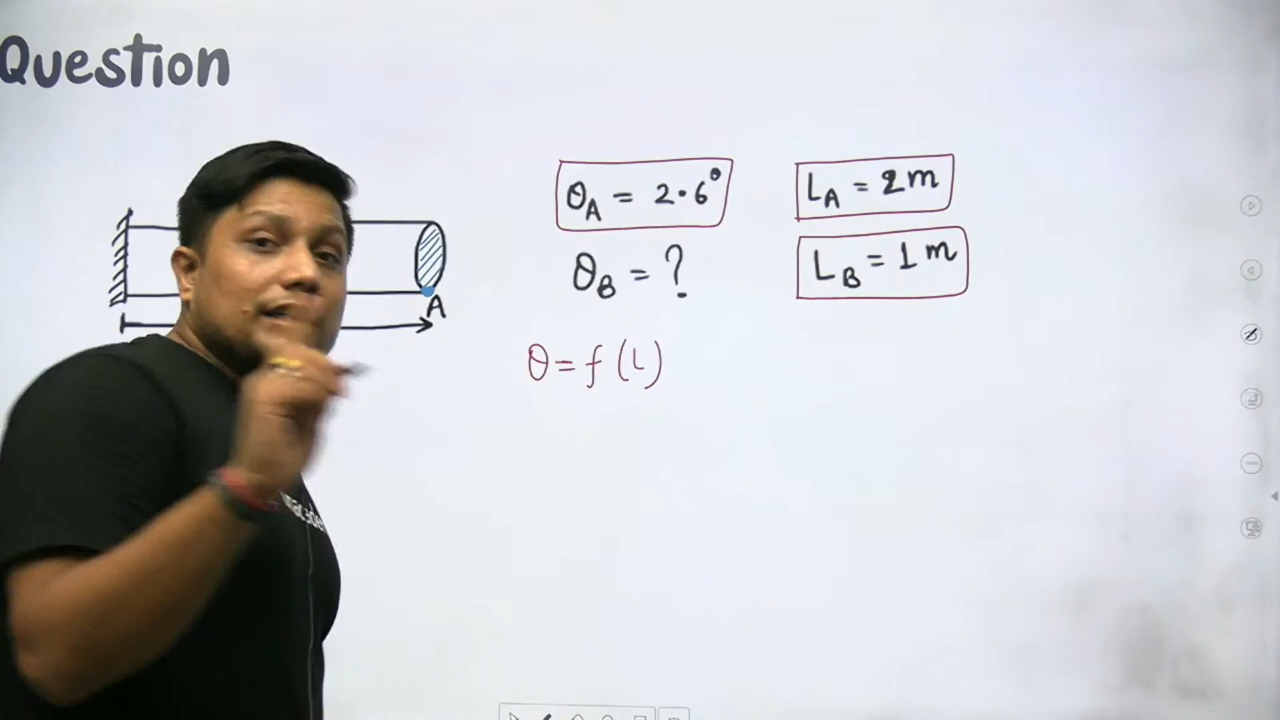 Question
θA = 2.6°
LA = 2m
θB = ?
LB = 1m
A
θ = f(L)